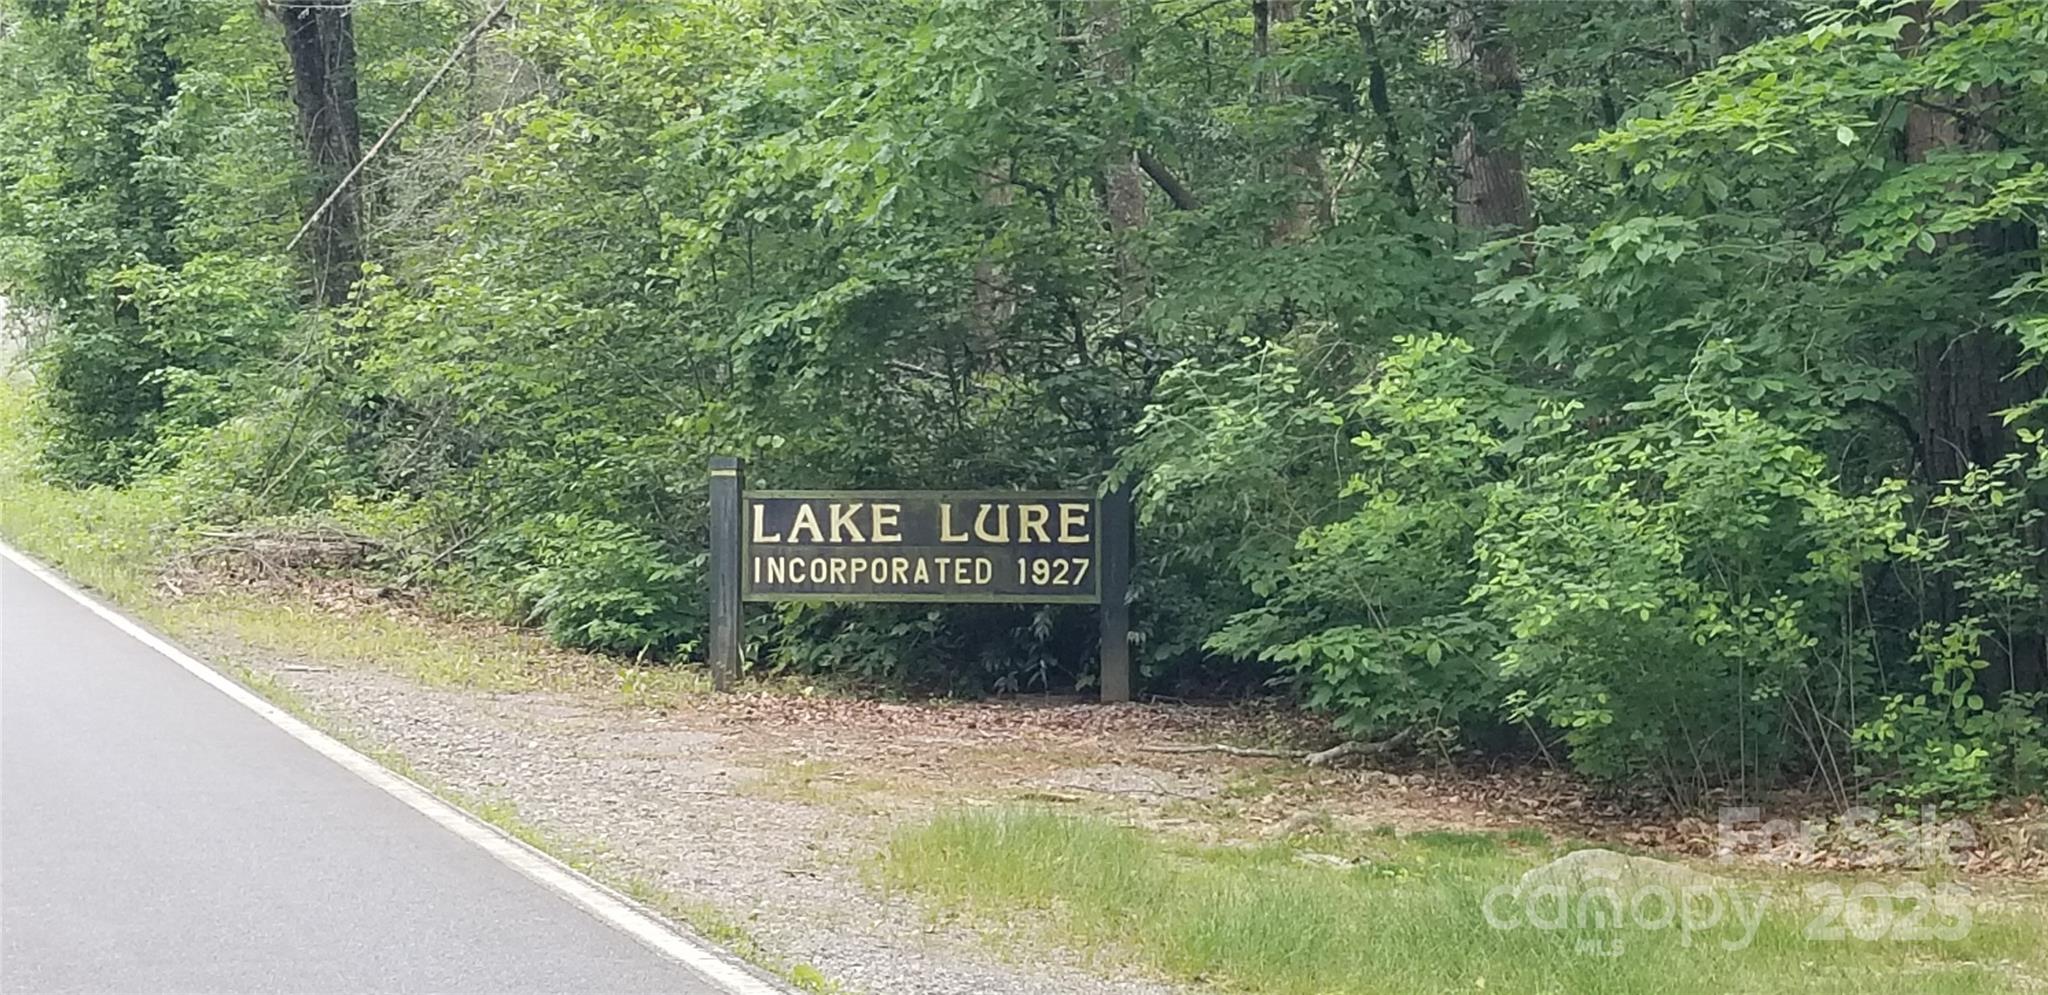 LAKE LURE
INCORPORATED 1927
For Sale
canopy 2025
MLS